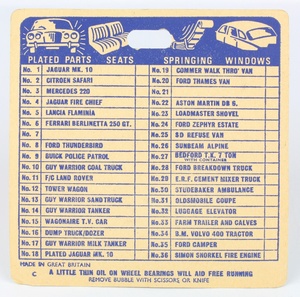 PLATED PARTS SEATS SPRINGING WINDOWS
No. 1 JAGUAR MK. 10
No. 2 CITROEN SAFARI
No. 3 MERCEDES 220
No. 4 JAGUAR FIRE CHIEF
No. 5 LANCIA FLAMINIA
No. 6 FERRARI BERLINETTA 250 GT.
No. 7
No. 8 FORD THUNDERBIRD
No. 9 BUICK POLICE PATROL
No. 10 GUY WARRIOR COAL TRUCK
No. 11 F/C LAND ROVER
No. 12 TOWER WAGON
No. 13 GUY WARRIOR SAND TRUCK
No. 14 GUY WARRIOR TANKER
No. 15 WAGONAIRE T.V. CAR
No. 16 DUMP TRUCK/DOZER
No. 17 GUY WARRIOR MILK TANKER
No. 18 PLATED JAGUAR MK. 10
No. 19 COMMER WALK THRO' VAN
No. 20 FORD THAMES VAN
No. 21
No. 22 ASTON MARTIN DB 6.
No. 23 LOADMASTER SHOVEL
No. 24 FORD ZEPHYR ESTATE
No. 25 SD REFUSE VAN
No. 26 SUNBEAM ALPINE
No. 27 BEDFORD T.K. 7 TON
WITH CONTAINER
No. 28 FORD BREAKDOWN TRUCK
No. 29 E.R.F. CEMENT MIXER TRUCK
No. 30 STUDEBAKER AMBULANCE
No. 31 OLDSMOBILE COUPE
No. 32 LUGGAGE ELEVATOR
No. 33 FARM TRAILER AND CALVES
No. 34 B.M. VOLVO 400 TRACTOR
No. 35 FORD CAMPER
No. 36 SIMON SNORKEL FIRE ENGINE
MADE IN GREAT BRITAIN
C A LITTLE THIN OIL ON WHEEL BEARINGS WILL AID FREE RUNNING
REMOVE BUBBLE WITH SCISSORS OR KNIFE